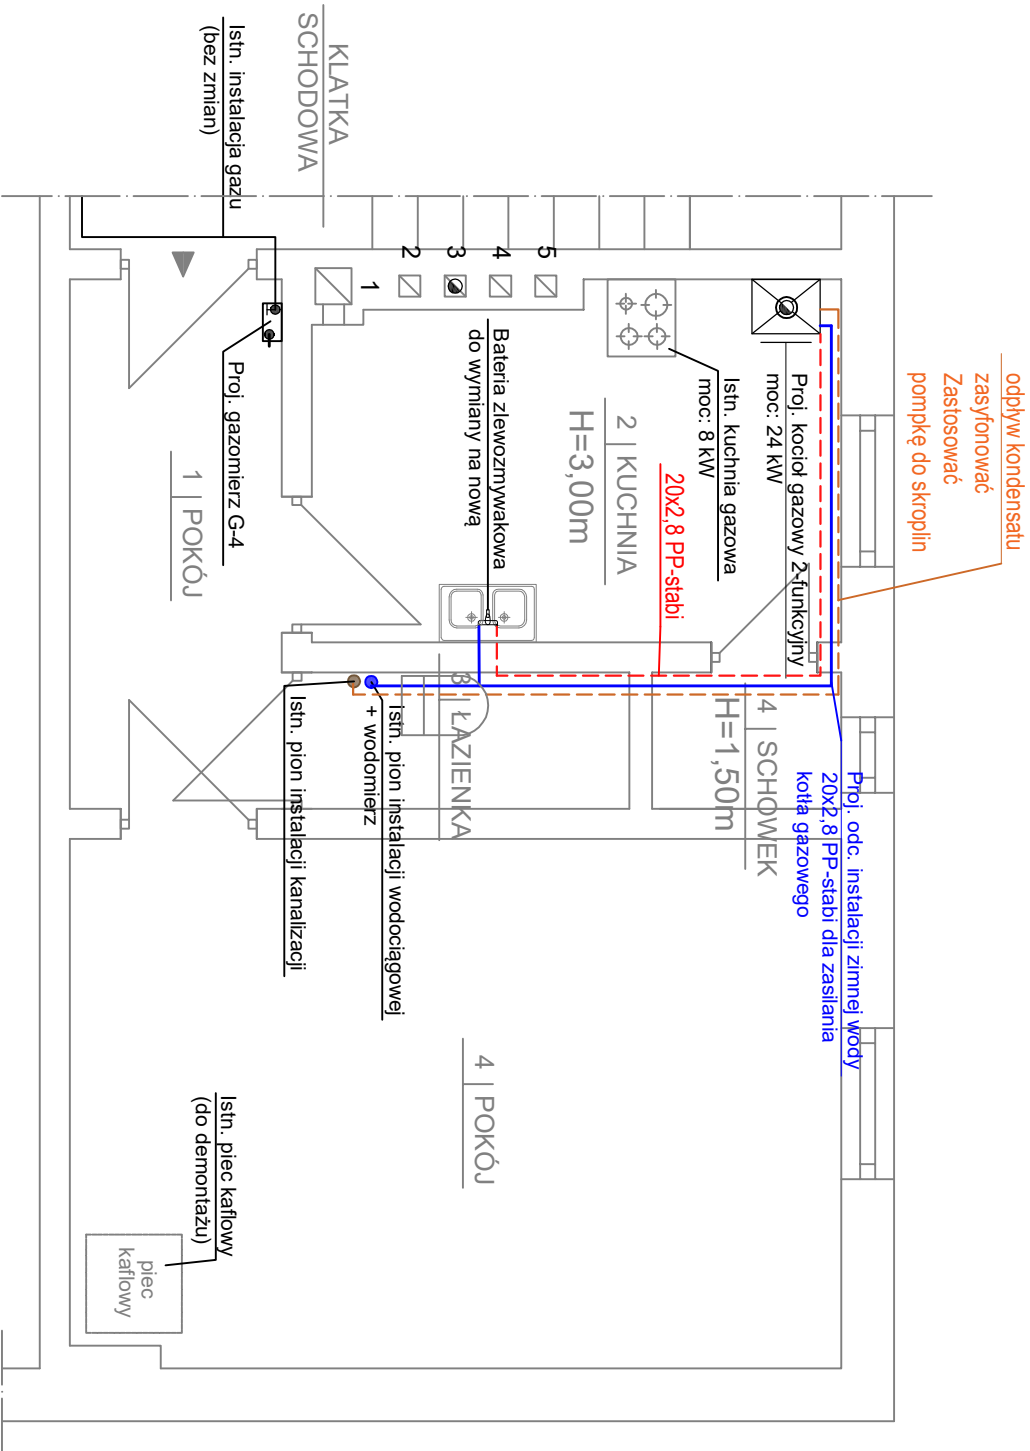 KLATKA
SCHODOWA
Istn. instalacja gazu
(bez zmian)
1
2
3
4
5
odpływ kondensatu
zasyfonować
Zastosować
pompkę do skroplin
Proj. kocioł gazowy 2-funkcyjny
moc: 24 kW
Istn. kuchnia gazowa
moc: 8 kW
20x2,8 PP-stabi
2 | KUCHNIA
H=3,00m
Bateria zlewozmywakowa
do wymiany na nową
Proj. gazomierz G-4
1 | POKÓJ
4 | SCHOWEK
H=1,50m
3 | ŁAZIENKA
Istn. pion instalacji wodociągowej
+ wodomierz
Istn. pion instalacji kanalizacji
Proj. odc. instalacji zimnej wody
20x2,8 PP-stabi dla zasilania
kotła gazowego
4 | POKÓJ
Istn. piec kaflowy
(do demontażu)
piec
kaflowy